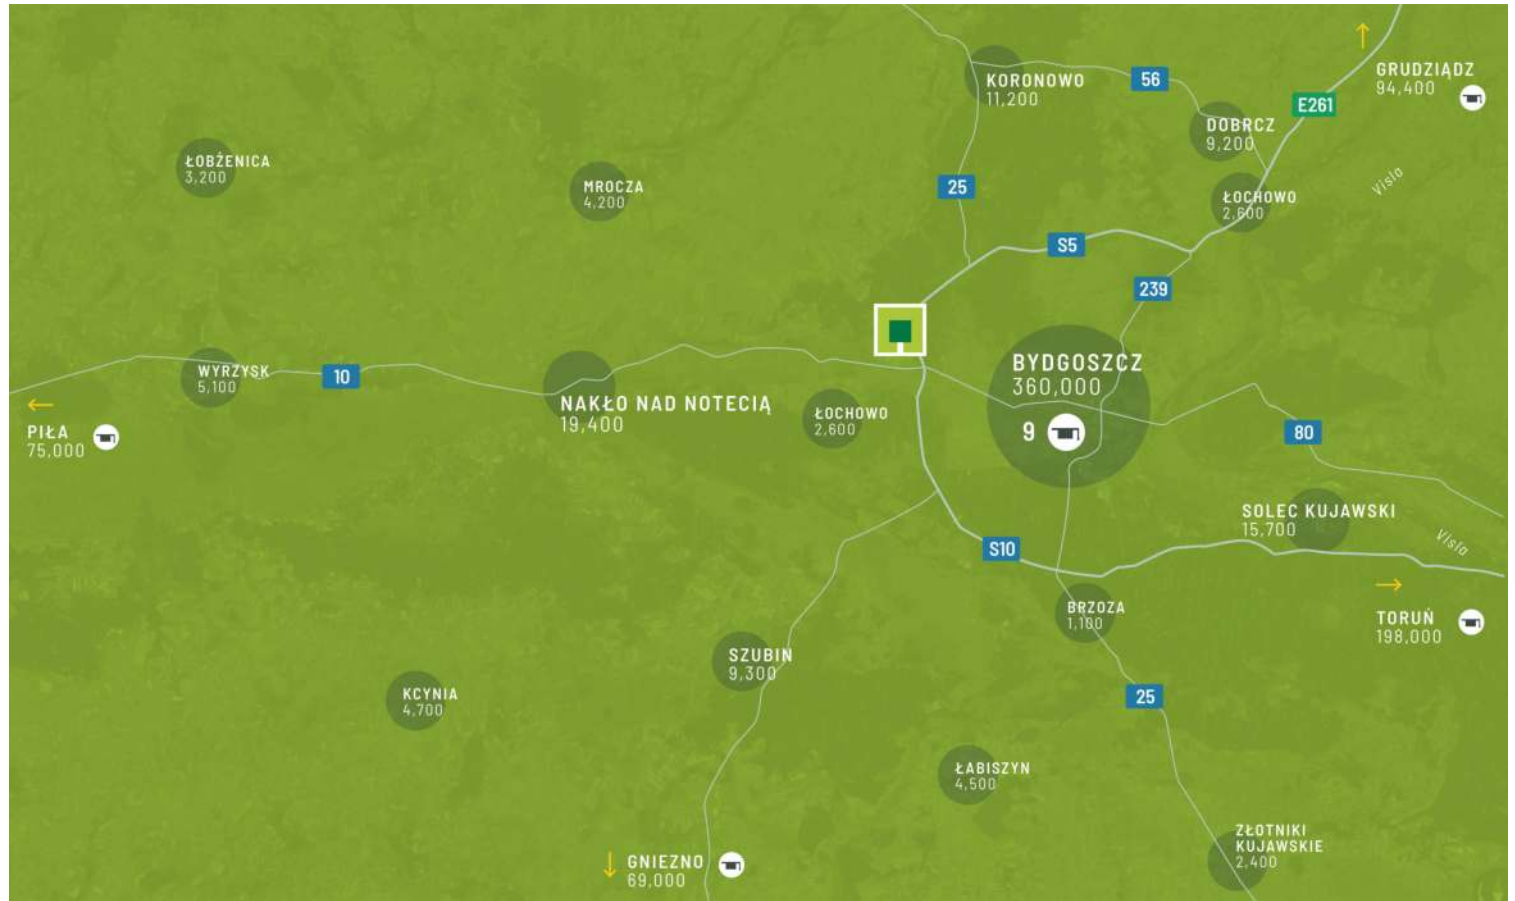 GRUDZIĄDZ
94,400
KORONOWO
11,200
56
E261
DOBRCZ
9,200
ŁOBŻENICA
3,200
MROCZA
4,200
25
Visla
ŁOCHOWO
2,600
S5
239
BYDGOSZCZ
360,000
9
WYRZYSK
5,100
10
NAKŁO NAD NOTECIĄ
19,400
ŁOCHOWO
2,600
PIŁA
75,000
80
SOLEC KUJAWSKI
15,700
Visla
S10
TORUŃ
198,000
BRZOZA
1,100
SZUBIN
9,300
KCYNIA
4,700
25
ŁABISZYN
4,500
ZŁOTNIKI
KUJAWSKIE
2,400
GNIEZNO
69,000